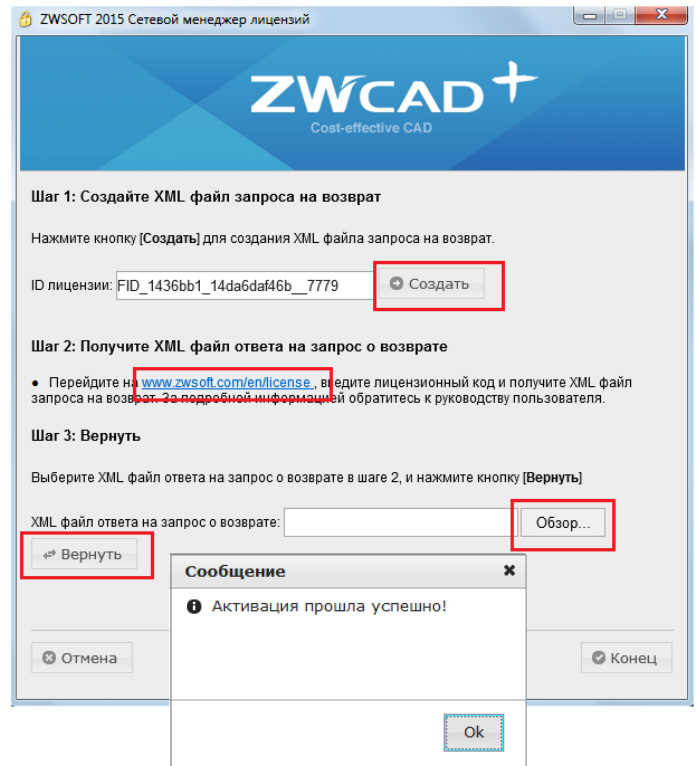 ZWSOFT 2015 Сетевой менеджер лицензий
ZWCAD+
Cost-effective CAD
Шаг 1: Создайте XML файл запроса на возврат
Нажмите кнопку [Создать] для создания XML файла запроса на возврат.
ID лицензии: FID_1436bb1_14da6daf46b__7779 Создать
Шаг 2: Получите XML файл ответа на запрос о возврате
• Перейдите на www.zwsoft.com/en/license , введите лицензионный код и получите XML файл
запроса на возврат. За подробной информацией обратитесь к руководству пользователя.
Шаг 3: Вернуть
Выберите XML файл ответа на запрос о возврате в шаге 2, и нажмите кнопку [Вернуть]
XML файл ответа на запрос о возврате: Обзор...
Вернуть
Сообщение
Активация прошла успешно!
Отмена
Конец
Ok